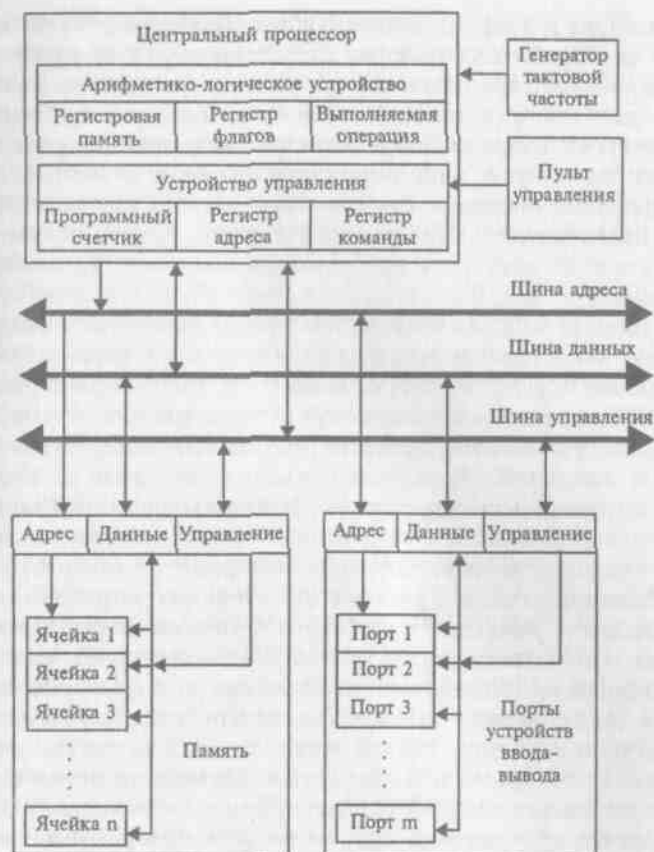 Центральный процессор
Генератор
тактовой
частоты
Арифметико-логическое устройство
Регистровая
память
Регистр
флагов
Выполняемая
операция
Устройство управления
Пульт
управления
Программный
счетчик
Регистр
адреса
Регистр
команды
Шина адреса
Шина данных
Шина управления
Адрес
Данные
Управление
Ячейка 1
Ячейка 2
Ячейка 3
Память
Ячейка n
Адрес
Данные
Управление
Порт 1
Порт 2
Порт 3
Порты
устройств
ввода-
вывода
Порт m